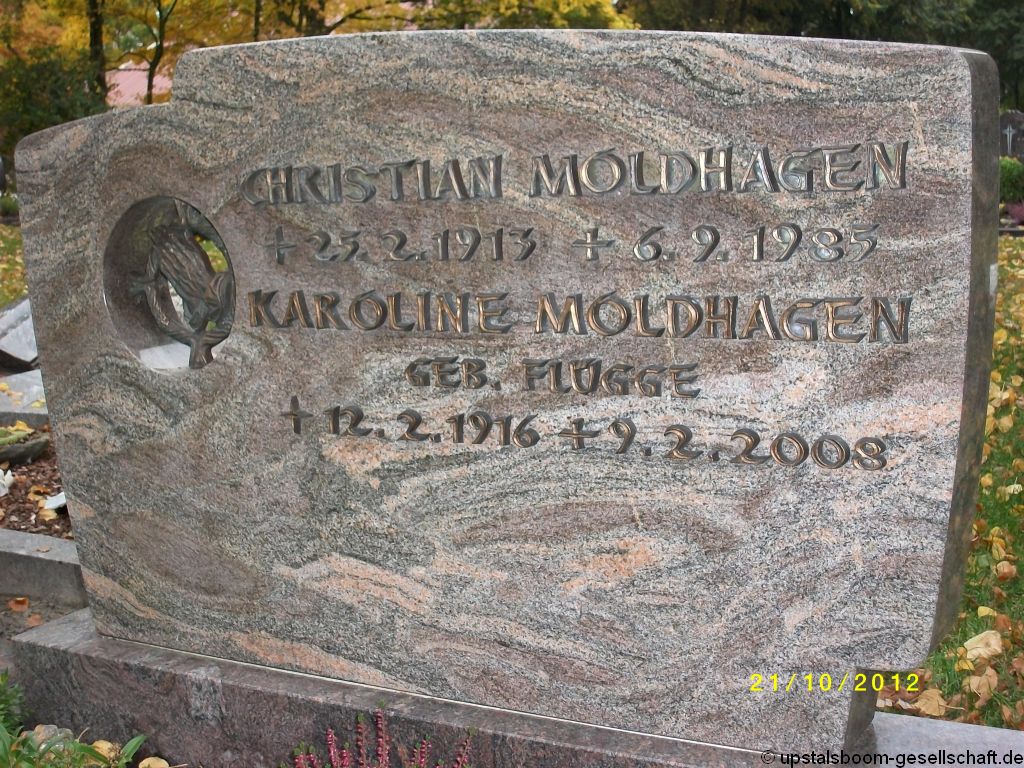 CHRISTIAN MOLDHAGEN
+ 25.2.1913 + 6.9.1985
KAROLINE MOLDHAGEN
GEB. FLÜGGE
+ 12.2.1916 + 9.2.2008
21/10/2012
© upstalsboom-gesellschaft.de